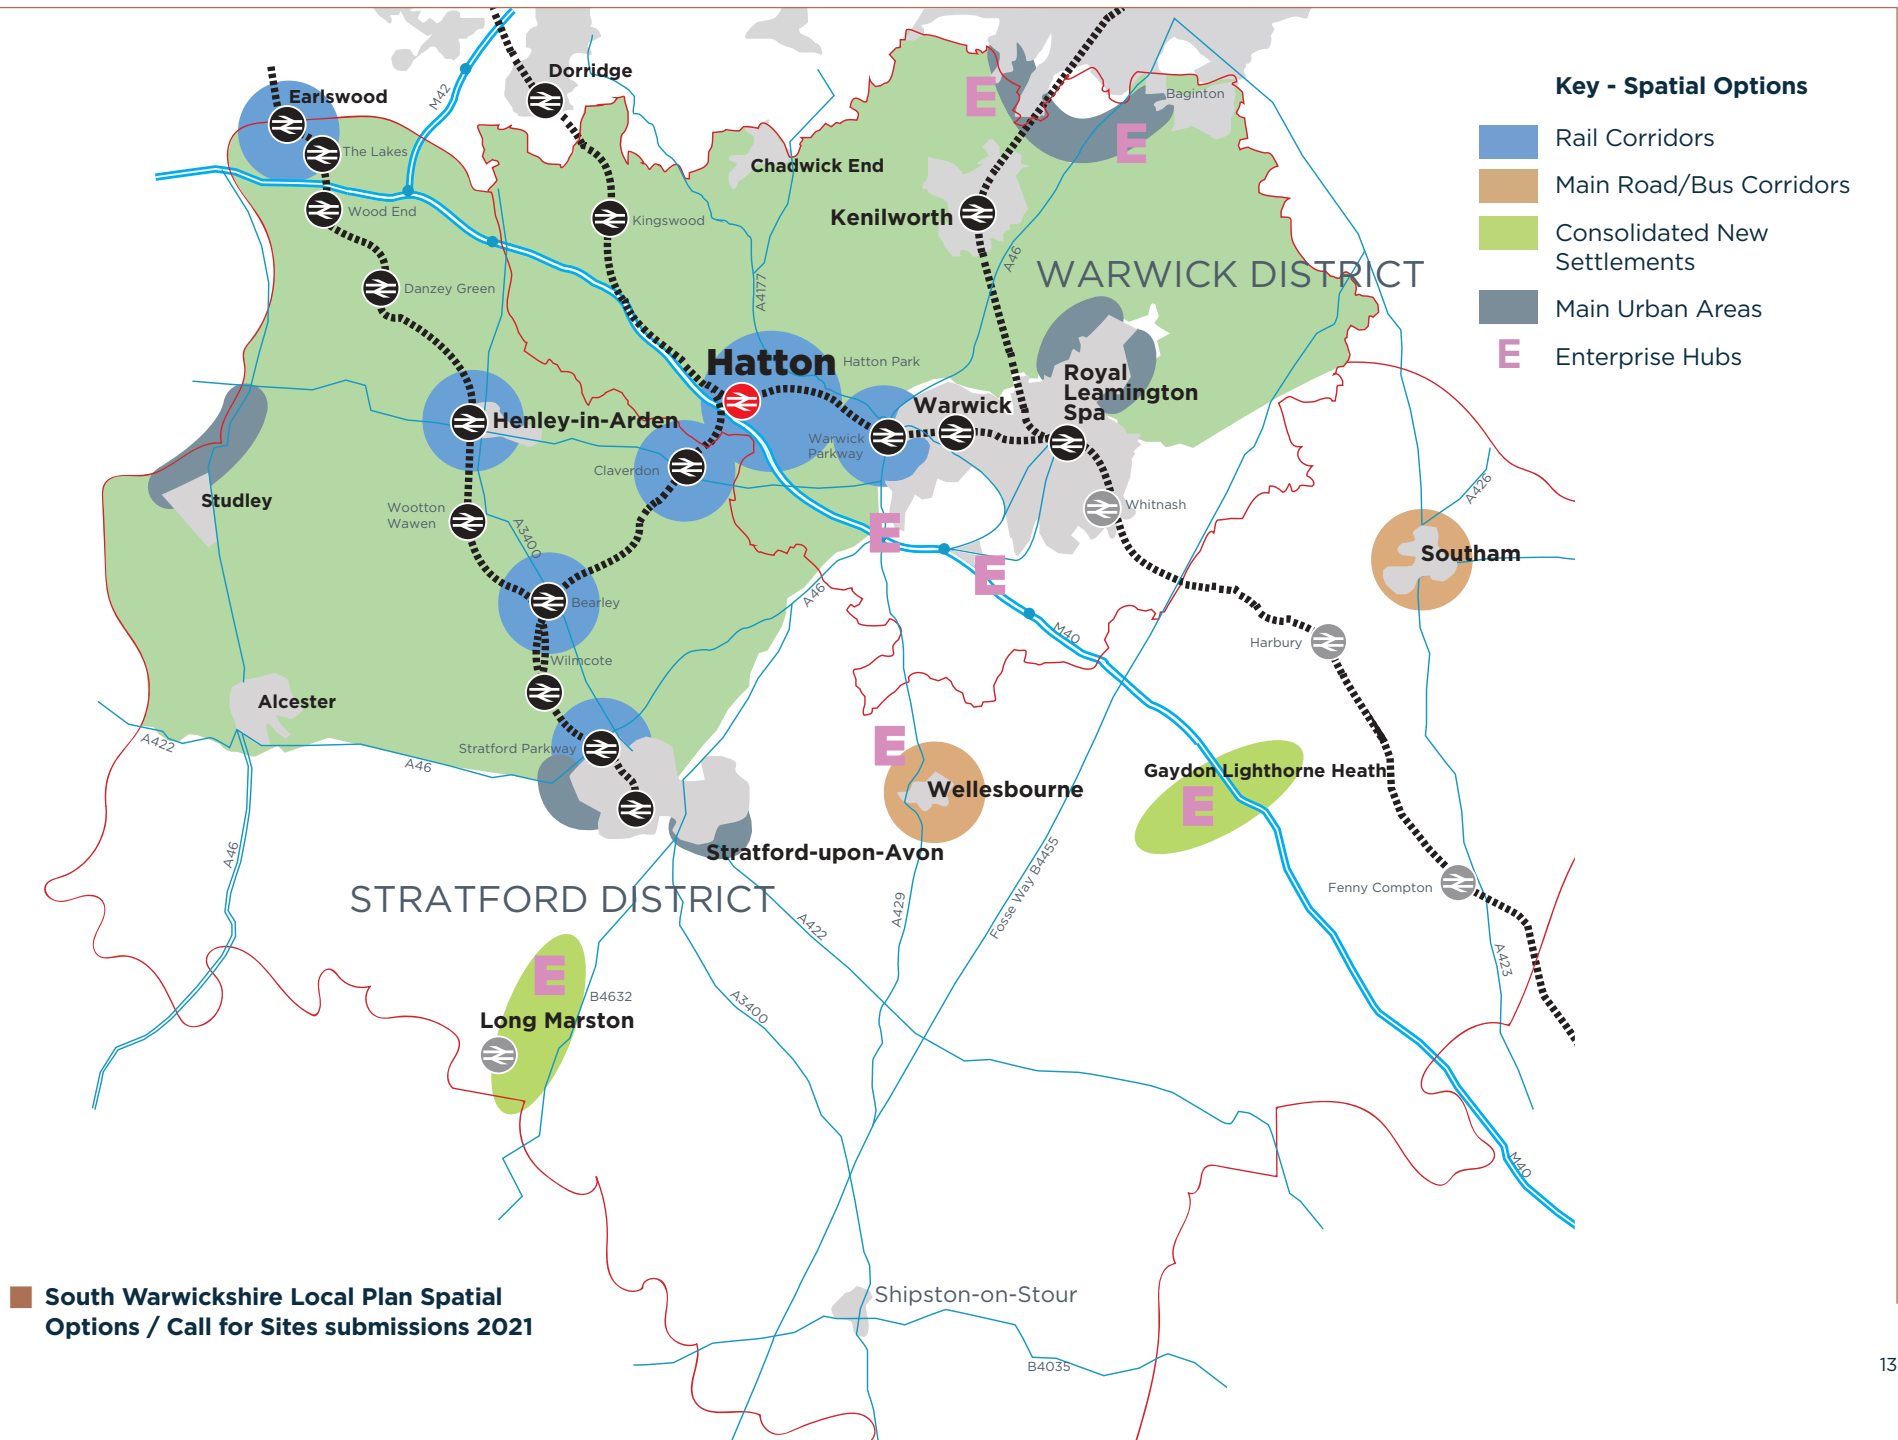 Dorridge
Earlswood
M42
The Lakes
Wood End
Kingswood
Danzey Green
Chadwick End
Kenilworth
Baginton
E
E
A46
A4177
WARWICK DISTRICT
Hatton
Hatton Park
Royal
Leamington
Spa
Warwick
Warwick
Parkway
Henley-in-Arden
Claverdon
Studley
Wootton
Wawen
A3400
Whitnash
A426
Southam
E
E
Bearley
A46
M40
Harbury
Wilmcote
Alcester
A422
A46
Stratford Parkway
E
Wellesbourne
Gaydon Lighthorne Heath
E
Stratford-upon-Avon
A46
STRATFORD DISTRICT
A422
A429
Fosse Way B4455
Fenny Compton
A423
E
B4632
Long Marston
A3400
M40
Shipston-on-Stour
B4035
Key - Spatial Options
Rail Corridors
Main Road/Bus Corridors
Consolidated New
Settlements
Main Urban Areas
E Enterprise Hubs
South Warwickshire Local Plan Spatial
Options / Call for Sites submissions 2021
13